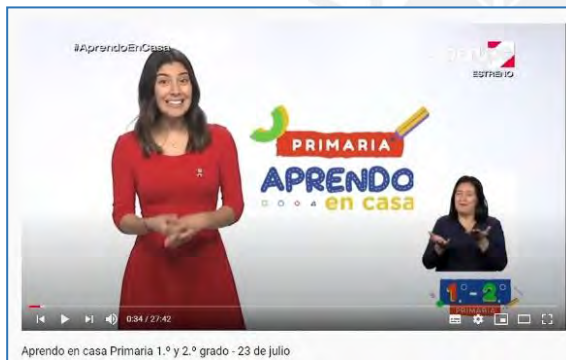 #AprendoEnCasa
ESTRENO
PRIMARIA
APRENDO
en casa
1.° - 2.°
PRIMARIA
0:34 / 27:42
Aprendo en casa Primaria 1.º y 2.º grado - 23 de julio